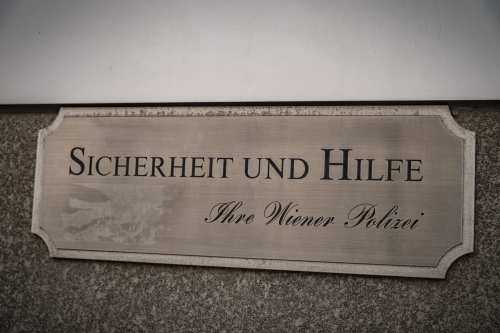 Sicherheit und Hilfe
Ihre Wiener Polizei